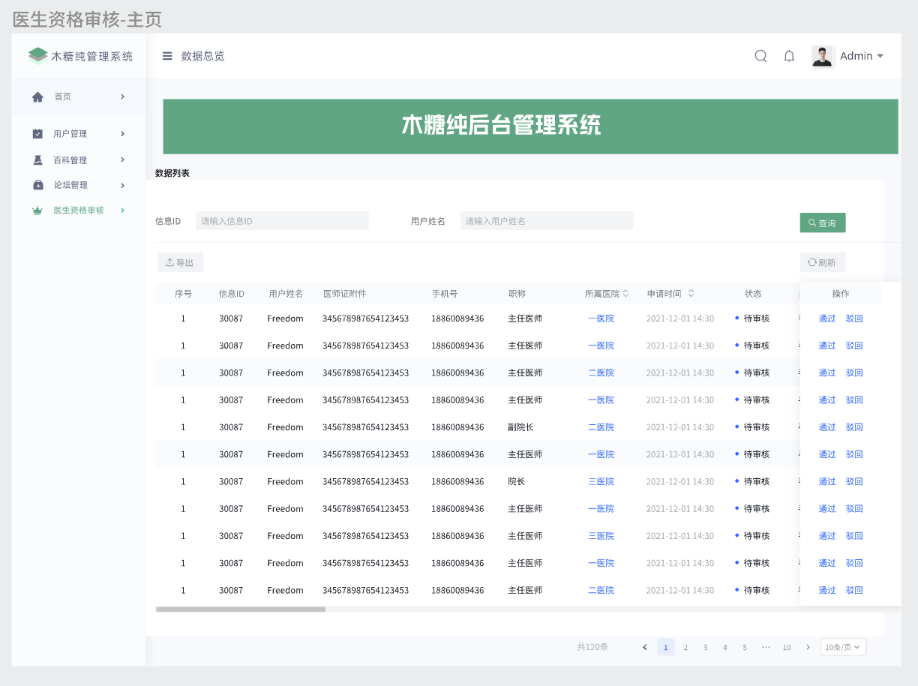 医生资格审核-主页
木糖纯管理系统
数据总览
Admin
首页
用户管理
百科管理
论坛管理
医生资格审核
木糖纯后台管理系统
数据列表
信息ID 请输入信息ID 用户姓名 请输入用户姓名 查询
导出 刷新
序号 信息ID 用户姓名 医师证附件 手机号 职称 所属医院 申请时间 状态 操作
1 30087 Freedom 345678987654123453 18860089436 主任医师 一医院 2021-12-01 14:30 待审核 通过 驳回
1 30087 Freedom 345678987654123453 18860089436 主任医师 一医院 2021-12-01 14:30 待审核 通过 驳回
1 30087 Freedom 345678987654123453 18860089436 主任医师 二医院 2021-12-01 14:30 待审核 通过 驳回
1 30087 Freedom 345678987654123453 18860089436 主任医师 一医院 2021-12-01 14:30 待审核 通过 驳回
1 30087 Freedom 345678987654123453 18860089436 副院长 二医院 2021-12-01 14:30 待审核 通过 驳回
1 30087 Freedom 345678987654123453 18860089436 主任医师 一医院 2021-12-01 14:30 待审核 通过 驳回
1 30087 Freedom 345678987654123453 18860089436 院长 三医院 2021-12-01 14:30 待审核 通过 驳回
1 30087 Freedom 345678987654123453 18860089436 主任医师 一医院 2021-12-01 14:30 待审核 通过 驳回
1 30087 Freedom 345678987654123453 18860089436 主任医师 三医院 2021-12-01 14:30 待审核 通过 驳回
1 30087 Freedom 345678987654123453 18860089436 主任医师 一医院 2021-12-01 14:30 待审核 通过 驳回
1 30087 Freedom 345678987654123453 18860089436 主任医师 二医院 2021-12-01 14:30 待审核 通过 驳回
共120条 1 2 3 4 5 ··· 10 10条/页